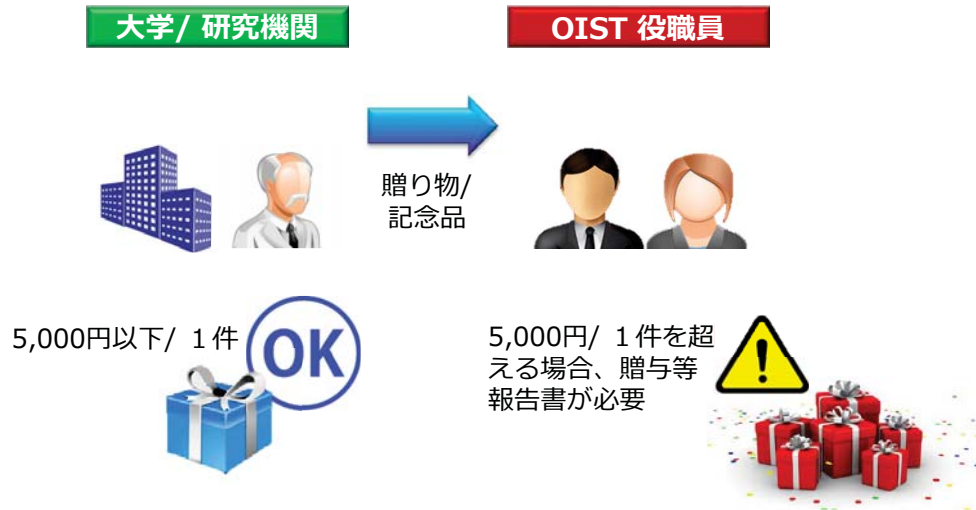 大学/ 研究機関
OIST 役職員
贈り物/
記念品
5,000円以下/ １件
OK
5,000円/ １件を超
える場合、贈与等
報告書が必要